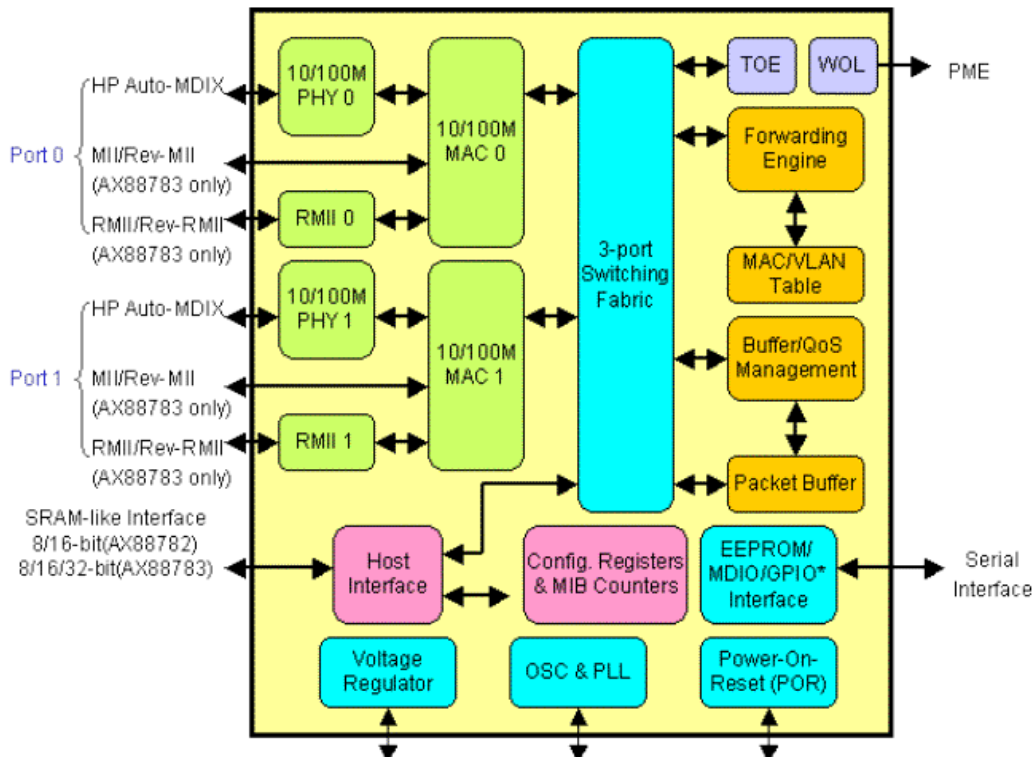 HP Auto-MDIX
Port 0
MII/Rev-MII
(AX88783 only)
RMII/Rev-RMII
(AX88783 only)
HP Auto-MDIX
Port 1
MII/Rev-MII
(AX88783 only)
RMII/Rev-RMII
(AX88783 only)
SRAM-like Interface
8/16-bit(AX88782)
8/16/32-bit(AX88783)
10/100M
PHY 0
10/100M
MAC 0
RMII 0
10/100M
PHY 1
10/100M
MAC 1
RMII 1
3-port
Switching
Fabric
TOE
WOL
PME
Forwarding
Engine
MAC/VLAN
Table
Buffer/QoS
Management
Packet Buffer
Host
Interface
Config. Registers
& MIB Counters
EEPROM/
MDIO/GPIO*
Interface
Serial
Interface
Voltage
Regulator
OSC & PLL
Power-On-
Reset (POR)